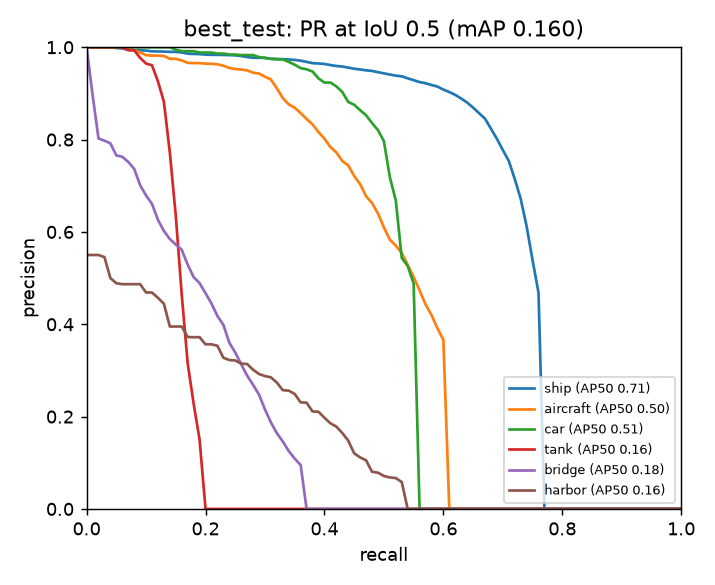 best_test: PR at IoU 0.5 (mAP 0.160)
precision
1.0
0.8
0.6
0.4
0.2
0.0
ship (AP50 0.71)
aircraft (AP50 0.50)
car (AP50 0.51)
tank (AP50 0.16)
bridge (AP50 0.18)
harbor (AP50 0.16)
0.0 0.2 0.4 0.6 0.8 1.0
recall